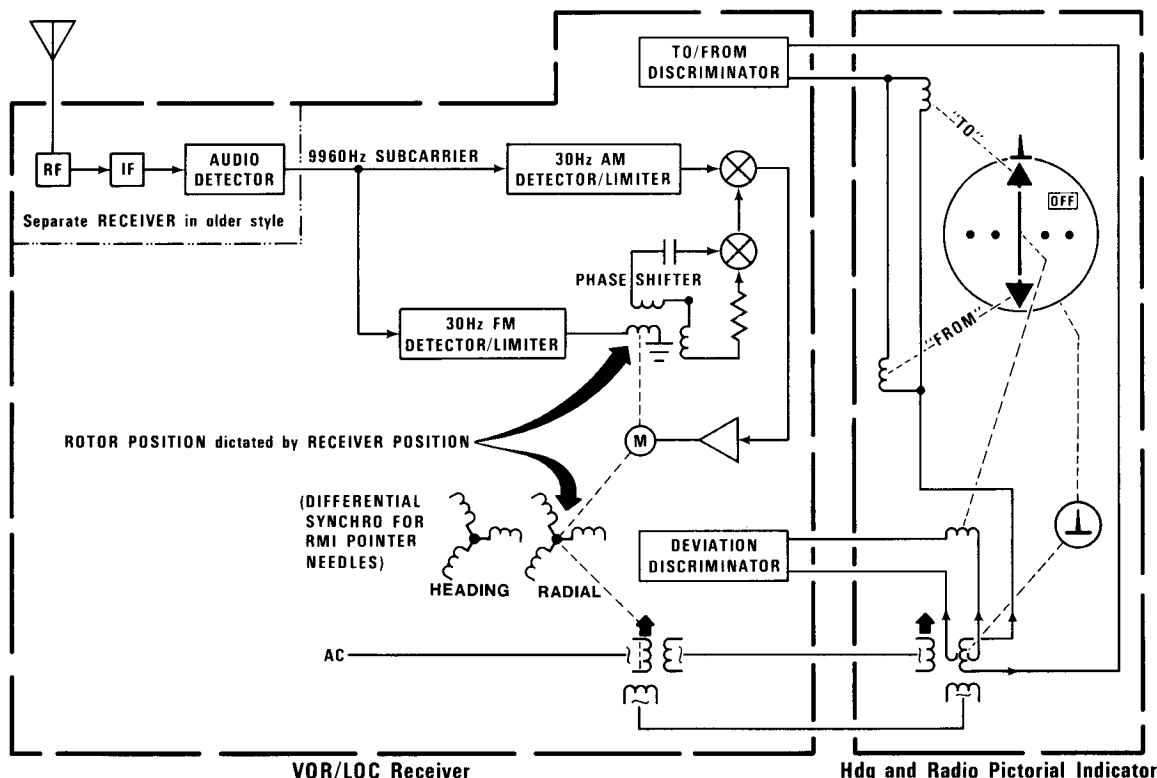 TO/FROM
DISCRIMINATOR
"TO"
OFF
RF
IF
AUDIO
DETECTOR
9960Hz SUBCARRIER
30Hz AM
DETECTOR/LIMITER
Separate RECEIVER in older style
PHASE SHIFTER
30Hz FM
DETECTOR/LIMITER
"FROM"
ROTOR POSITION dictated by RECEIVER POSITION
M
(DIFFERENTIAL
SYNCHRO FOR
RMI POINTER
NEEDLES)
HEADING
RADIAL
DEVIATION
DISCRIMINATOR
AC
VOR/LOC Receiver
Hdg and Radio Pictorial Indicator